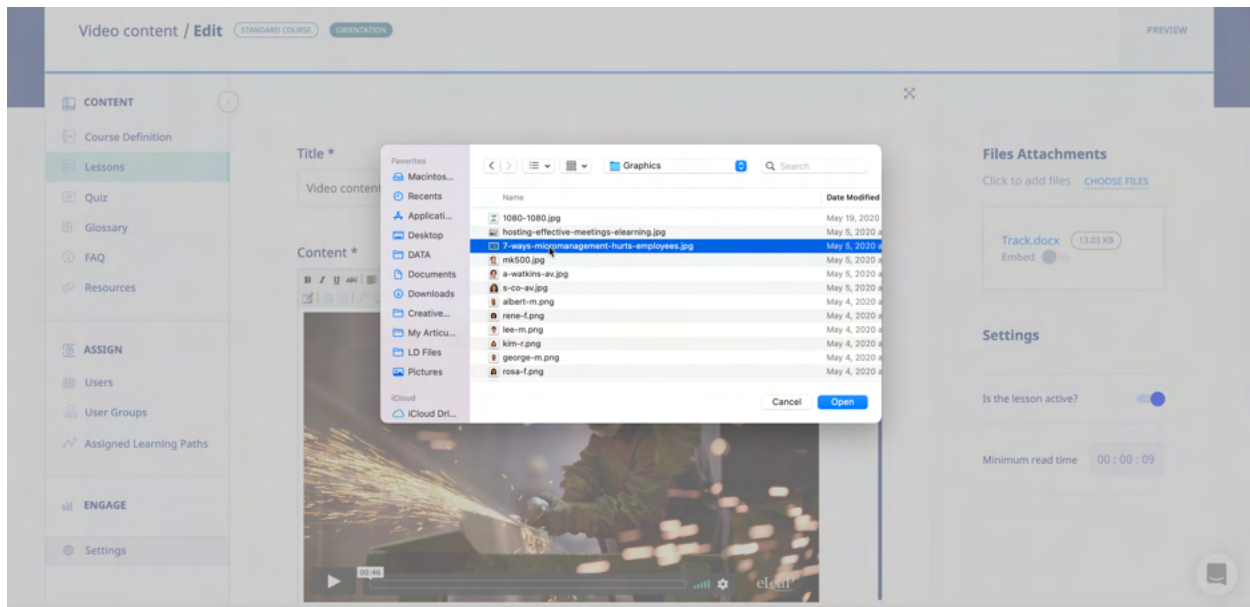 Video content / Edit STANDARD COURSE ORIENTATION
PREVIEW
CONTENT
Course Definition
Lessons
Quiz
Glossary
FAQ
Resources
ASSIGN
Users
User Groups
Assigned Learning Paths
ENGAGE
Settings
Title *
Video content
Content *
B I U ABC
Favorites
Macintos...
Recents
Applicati...
Desktop
DATA
Documents
Downloads
Creative...
My Articu...
LD Files
Pictures
iCloud
iCloud Dri...
Graphics
Search
Name Date Modified
1080-1080.jpg May 19, 2020
hosting-effective-meetings-elearning.jpg May 5, 2020 a
7-ways-micromanagement-hurts-employees.jpg May 5, 2020 a
mk500.jpg May 5, 2020 a
a-watkins-av.jpg May 5, 2020 a
s-co-av.jpg May 5, 2020 a
albert-m.png May 4, 2020 a
rene-f.png May 4, 2020 a
lee-m.png May 4, 2020 a
kim-r.png May 4, 2020 a
george-m.png May 4, 2020 a
rosa-f.png May 4, 2020 a
Cancel Open
00:46
eLeaP
Files Attachments
Click to add files CHOOSE FILES
Track.docx 13.03 KB
Embed
Settings
Is the lesson active?
Minimum read time 00 : 00 : 09